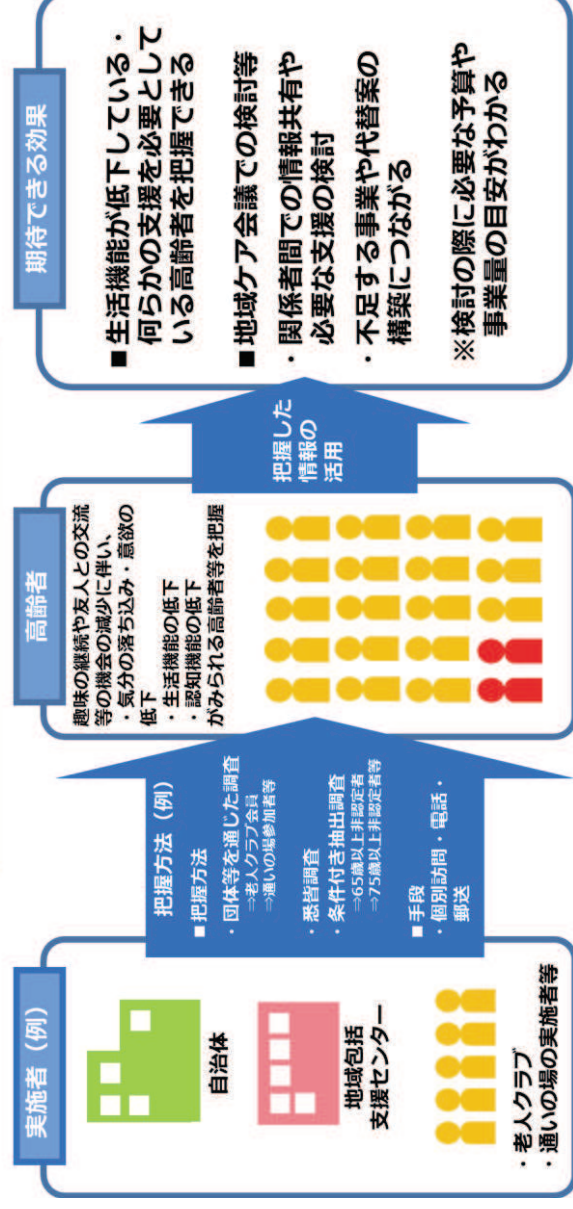 実施者（例）
自治体
地域包括
支援センター
・老人クラブ
・通いの場の実施者等
把握方法（例）
■把握方法
・団体等を通じた調査
⇒老人クラブ会員
⇒通いの場参加者等
・悉皆調査
・条件付き抽出調査
⇒65歳以上非認定者
⇒75歳以上非認定者等
■手段
・個別訪問・電話・
郵送
高齢者
趣味の継続や友人との交流
等の機会の減少に伴い、
・気分の落ち込み・意欲の
低下
・生活機能の低下
・認知機能の低下
がみられる高齢者等を把握
把握した
情報の
活用
期待できる効果
■生活機能が低下している・
何らかの支援を必要として
いる高齢者を把握できる
■地域ケア会議での検討等
・関係者間での情報共有や
必要な支援の検討
・不足する事業や代替案の
構築につながる
※検討の際に必要な予算や
事業量の目安がわかる